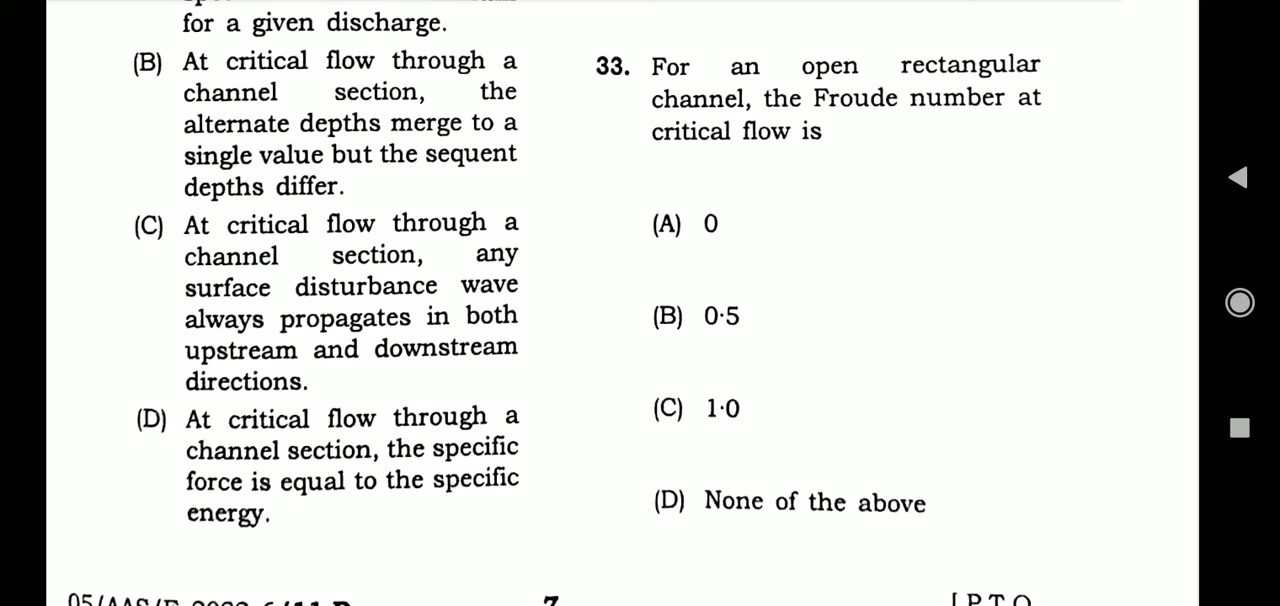 for a given discharge.
(B) At critical flow through a
channel section, the
alternate depths merge to a
single value but the sequent
depths differ.
(C) At critical flow through a
channel section, any
surface disturbance wave
always propagates in both
upstream and downstream
directions.
(D) At critical flow through a
channel section, the specific
force is equal to the specific
energy.
33. For an open rectangular
channel, the Froude number at
critical flow is
(A) 0
(B) 0·5
(C) 1·0
(D) None of the above
7